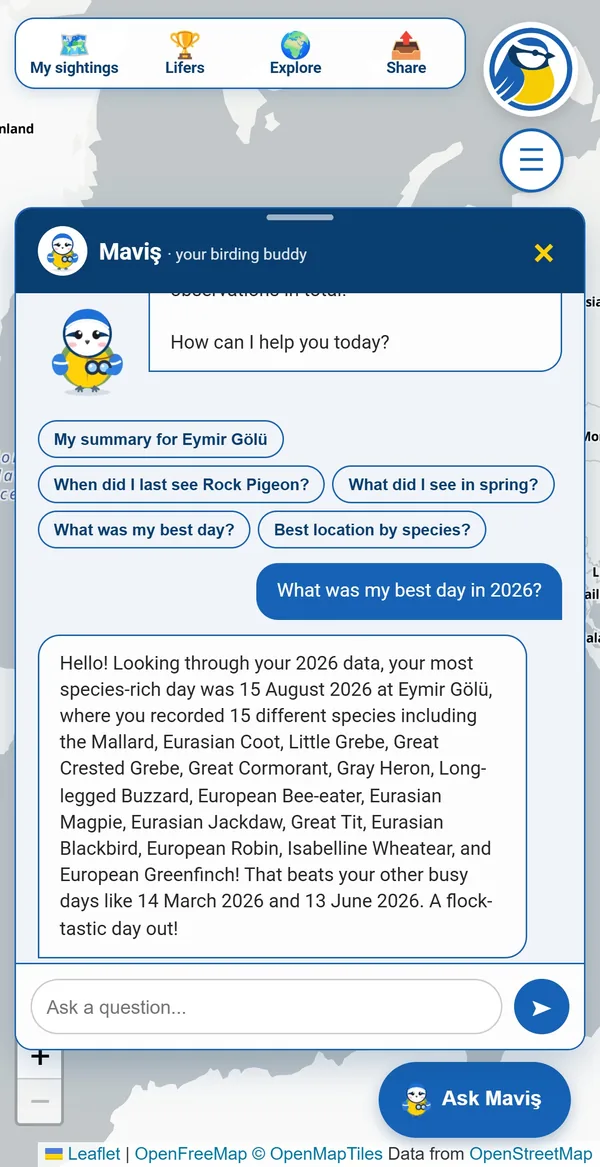 My sightings
Lifers
Explore
Share
nland
☰
Maviş · your birding buddy
×
observations in total.
How can I help you today?
My summary for Eymir Gölü
When did I last see Rock Pigeon?
What did I see in spring?
What was my best day?
Best location by species?
What was my best day in 2026?
Hello! Looking through your 2026 data, your most
species-rich day was 15 August 2026 at Eymir Gölü,
where you recorded 15 different species including
the Mallard, Eurasian Coot, Little Grebe, Great
Crested Grebe, Great Cormorant, Gray Heron, Long-
legged Buzzard, European Bee-eater, Eurasian
Magpie, Eurasian Jackdaw, Great Tit, Eurasian
Blackbird, European Robin, Isabelline Wheatear, and
European Greenfinch! That beats your other busy
days like 14 March 2026 and 13 June 2026. A flock-
tastic day out!
Ask a question...
+
−
Ask Maviş
Leaflet | OpenFreeMap © OpenMapTiles Data from OpenStreetMap